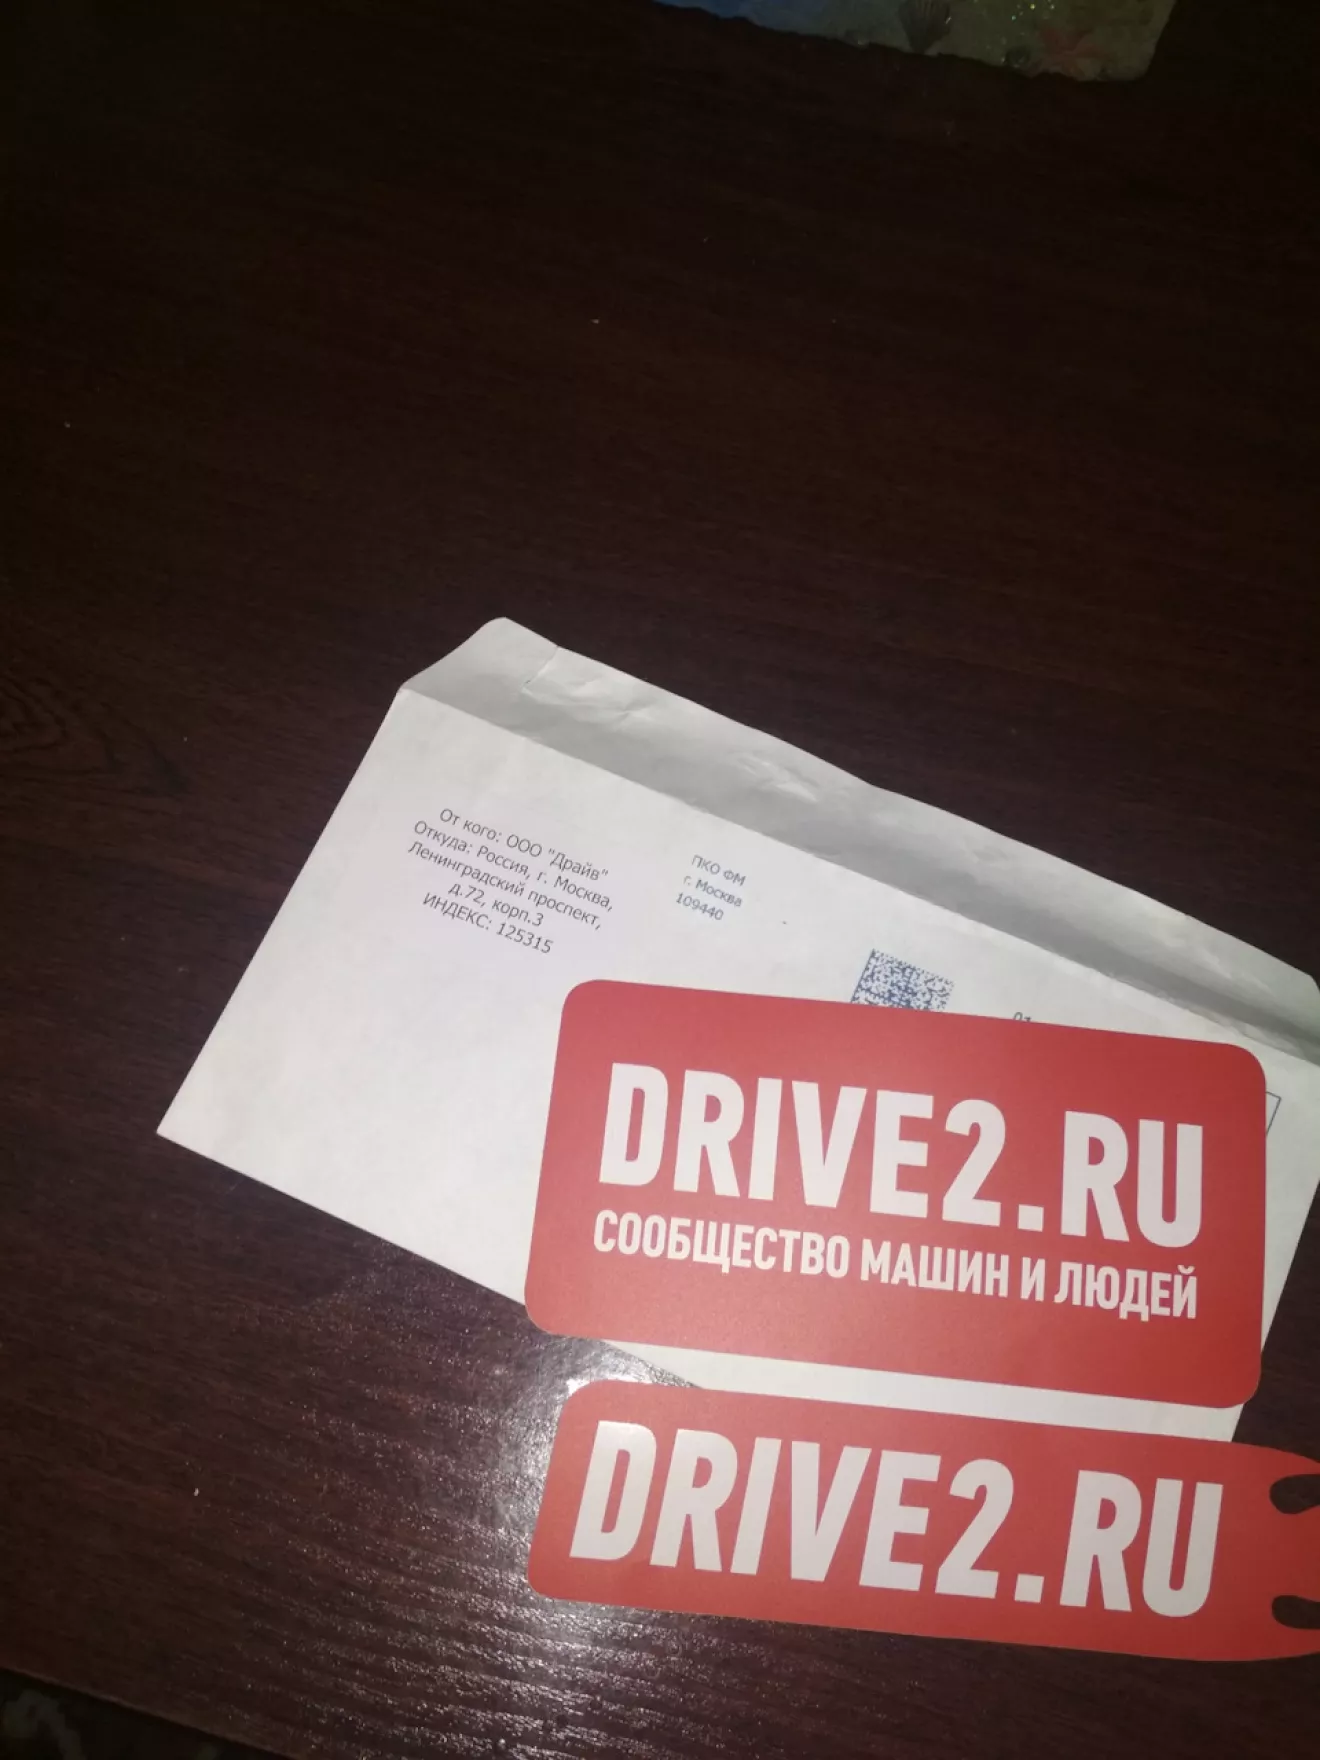 От кого: ООО "Драйв"
Откуда: Россия, г. Москва,
Ленинградский проспект,
д.72, корп.3
ИНДЕКС: 125315
ПКО ФМ
г. Москва
109440
DRIVE2.RU
СООБЩЕСТВО МАШИН И ЛЮДЕЙ
DRIVE2.RU